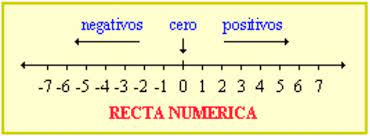 negativos cero positivos
-7 -6 -5 -4 -3 -2 -1 0 1 2 3 4 5 6 7
RECTA NUMERICA